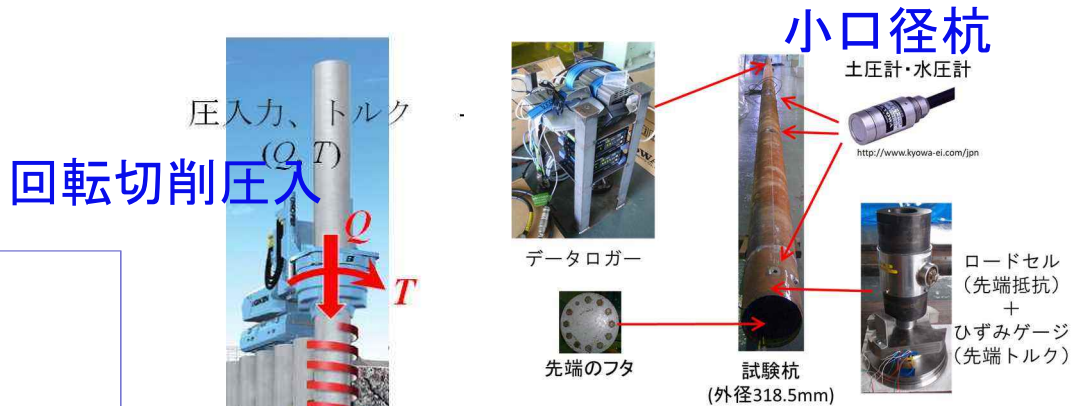 小口径杭
土圧計・水圧計
http://www.kyowa-ei.com/jpn
圧入力、トルク
(Q, T)
回転切削圧入
Q
T
データロガー
先端のフタ
試験杭
(外径318.5mm)
ロードセル
(先端抵抗)
+
ひずみゲージ
(先端トルク)